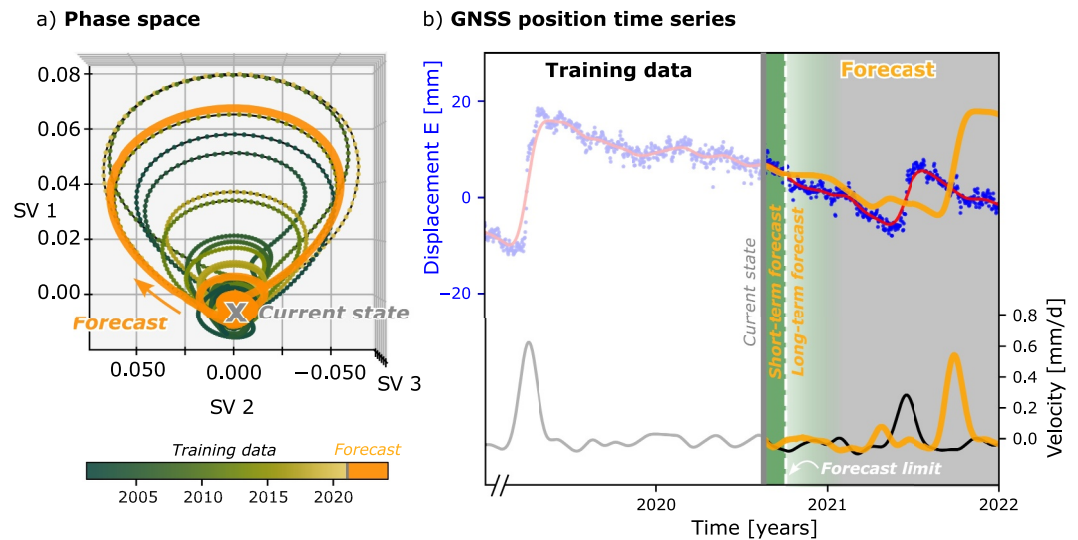 a) Phase space
0.08
0.06
0.04
SV 1
0.02
0.00
Forecast
X Current state
0.050
0.000
−0.050
SV 3
SV 2
Training data
Forecast
2005
2010
2015
2020
b) GNSS position time series
Training data
Forecast
Displacement E [mm]
20
0
−20
Current state
Short-term forecast
Long-term forecast
0.8
0.6
0.4
0.2
0.0
Velocity [mm/d]
Forecast limit
2020
2021
2022
Time [years]